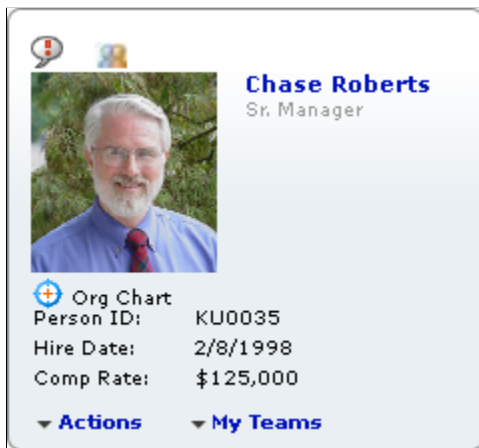 Chase Roberts
Sr. Manager
Org Chart
Person ID: KU0035
Hire Date: 2/8/1998
Comp Rate: $125,000
Actions My Teams